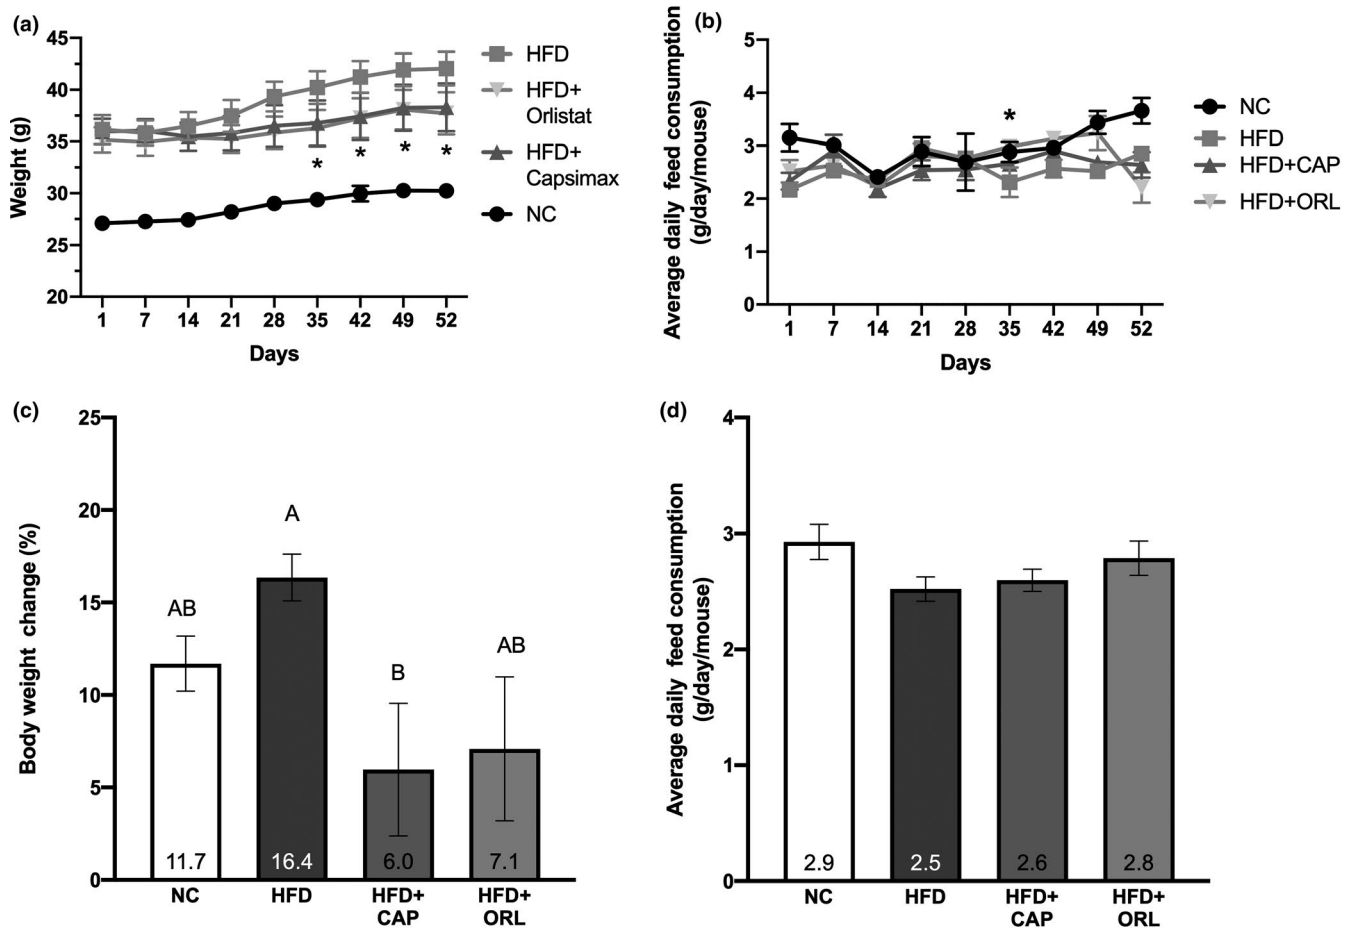 (a)
Weight (g)
45
40
35
30
25
20
*
*
*
*
1 7 14 21 28 35 42 49 52
Days
HFD
HFD+
Orlistat
HFD+
Capsimax
NC
(b)
Average daily feed consumption
(g/day/mouse)
5
4
3
2
1
0
*
1 7 14 21 28 35 42 49 52
Days
NC
HFD
HFD+CAP
HFD+ORL
(c)
Body weight change (%)
25
20
15
10
5
0
AB
A
B
AB
11.7 16.4 6.0 7.1
NC HFD HFD+ HFD+
CAP ORL
(d)
Average daily feed consumption
(g/day/mouse)
4
3
2
1
0
2.9 2.5 2.6 2.8
NC HFD HFD+ HFD+
CAP ORL